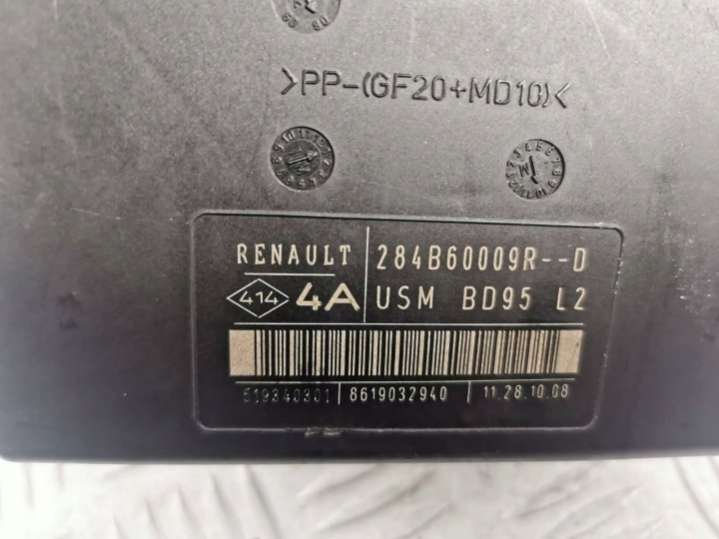 >PP-(GF20+MD10)<
RENAULT 284B60009R--D
414 4A USM BD95 L2
519340301 8619032940 11.28.10.08